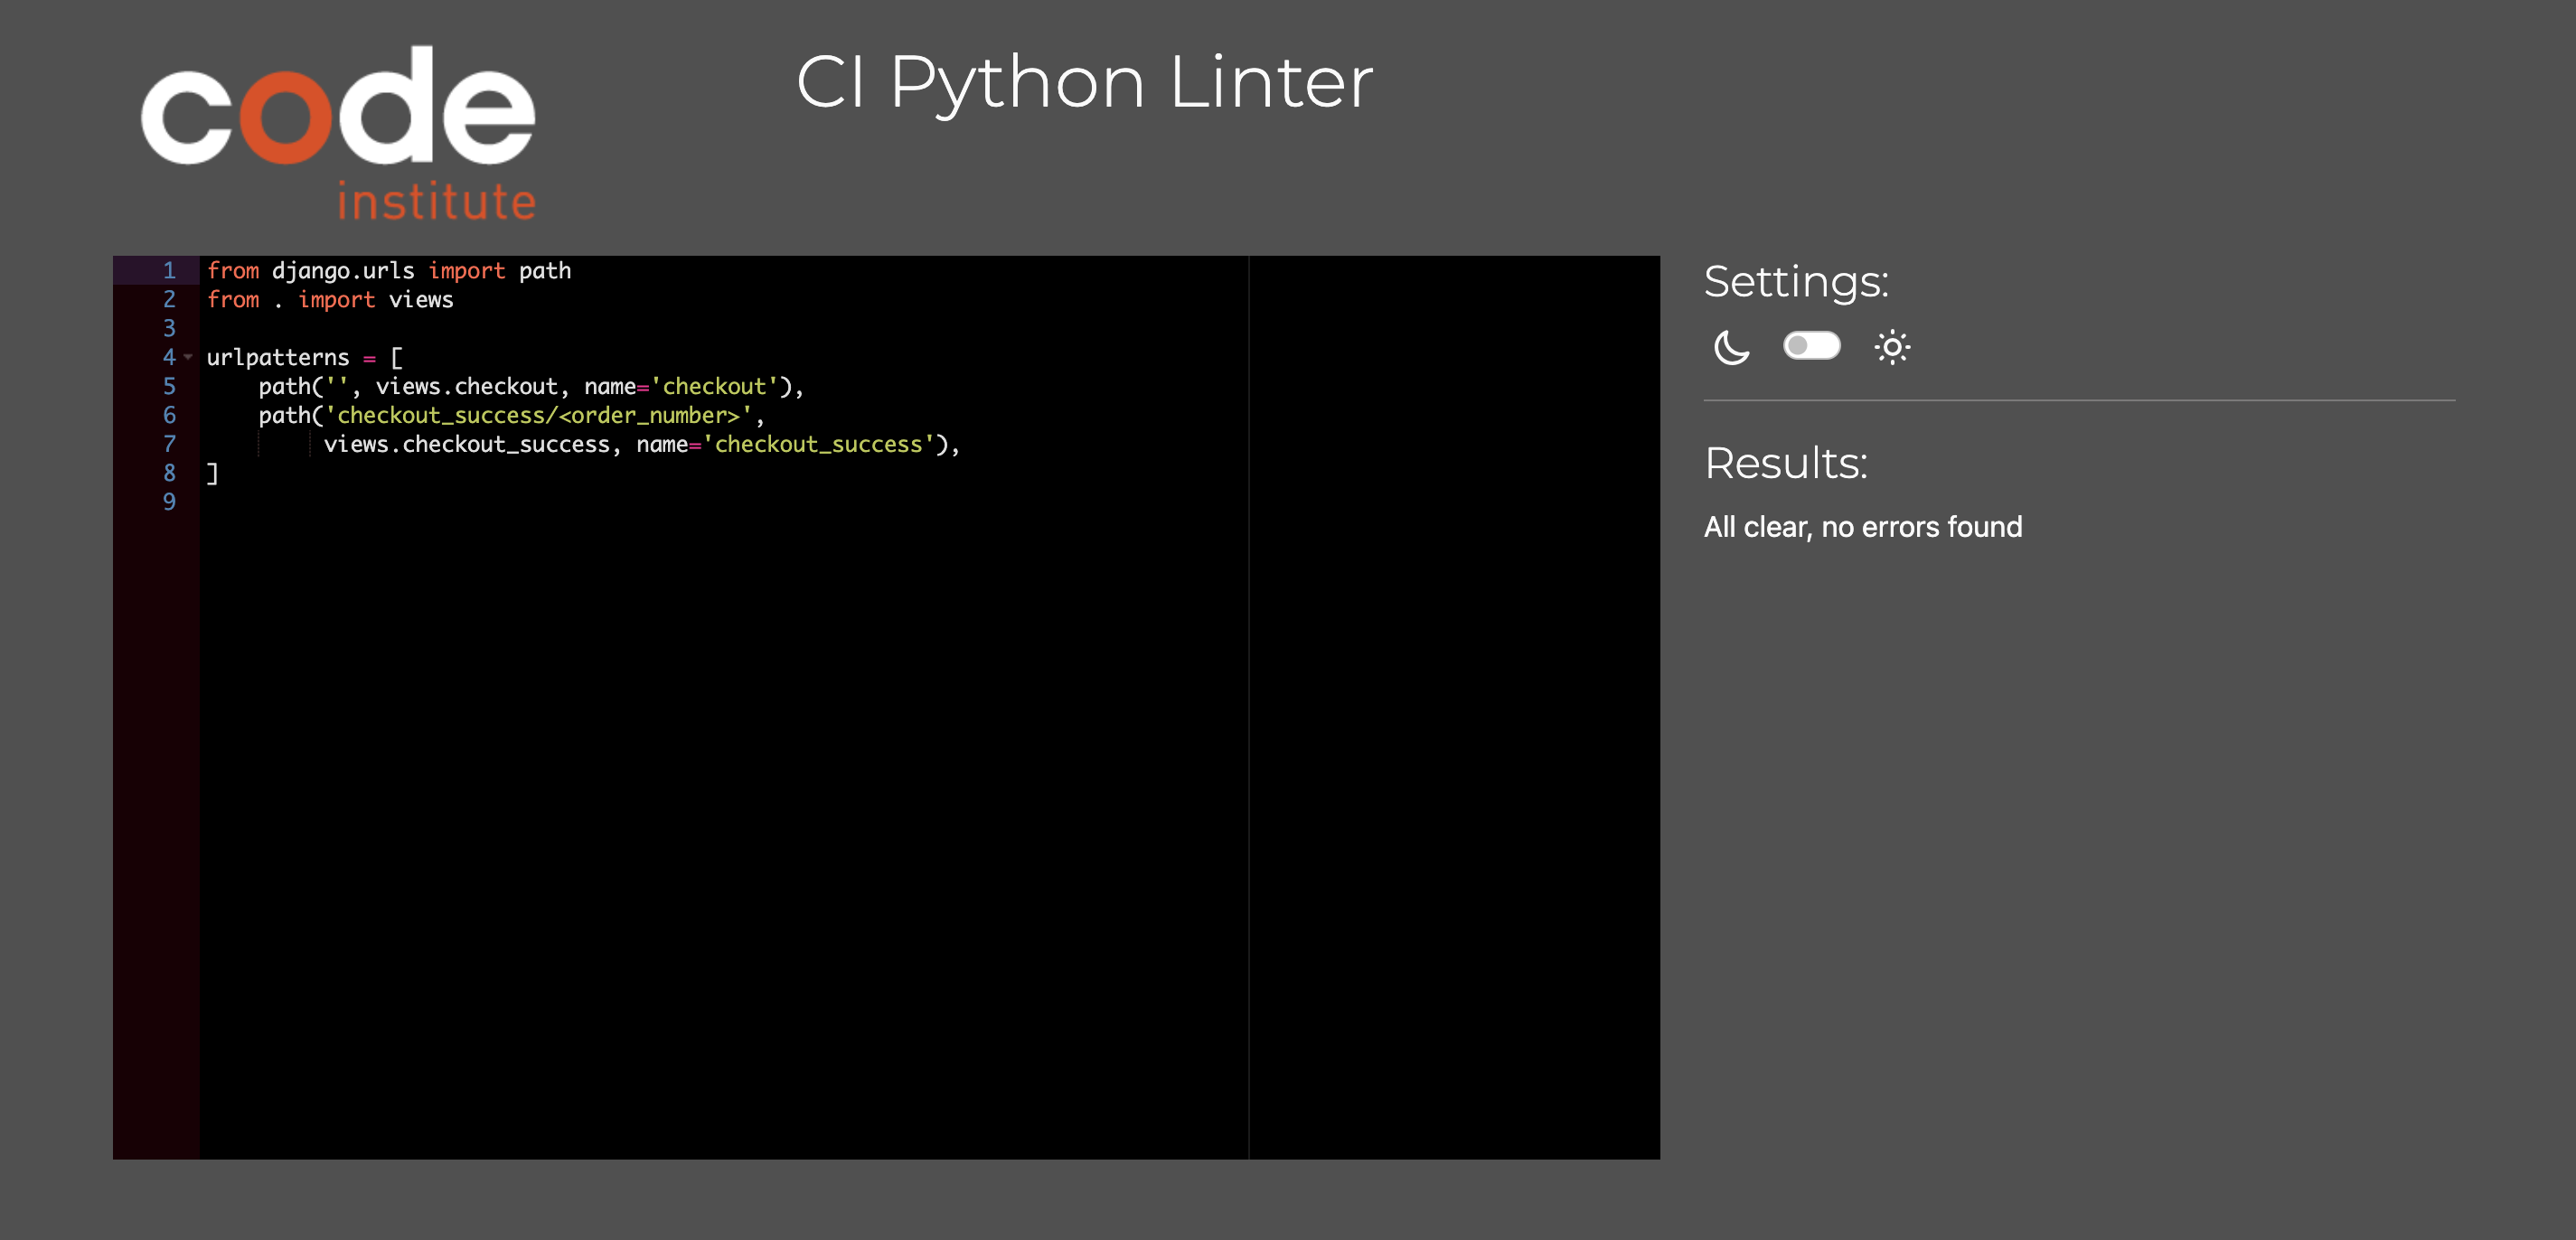 code
institute
CI Python Linter
1 from django.urls import path
2 from . import views
3
4 urlpatterns = [
5     path('', views.checkout, name='checkout'),
6     path('checkout_success/<order_number>',
7          views.checkout_success, name='checkout_success'),
8 ]
9
Settings:
Results:
All clear, no errors found